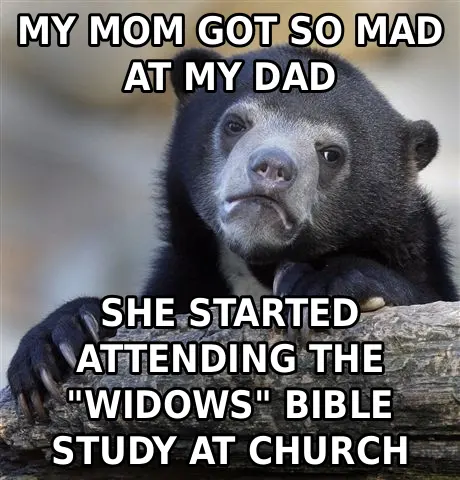 MY MOM GOT SO MAD
AT MY DAD
SHE STARTED
ATTENDING THE
"WIDOWS" BIBLE
STUDY AT CHURCH